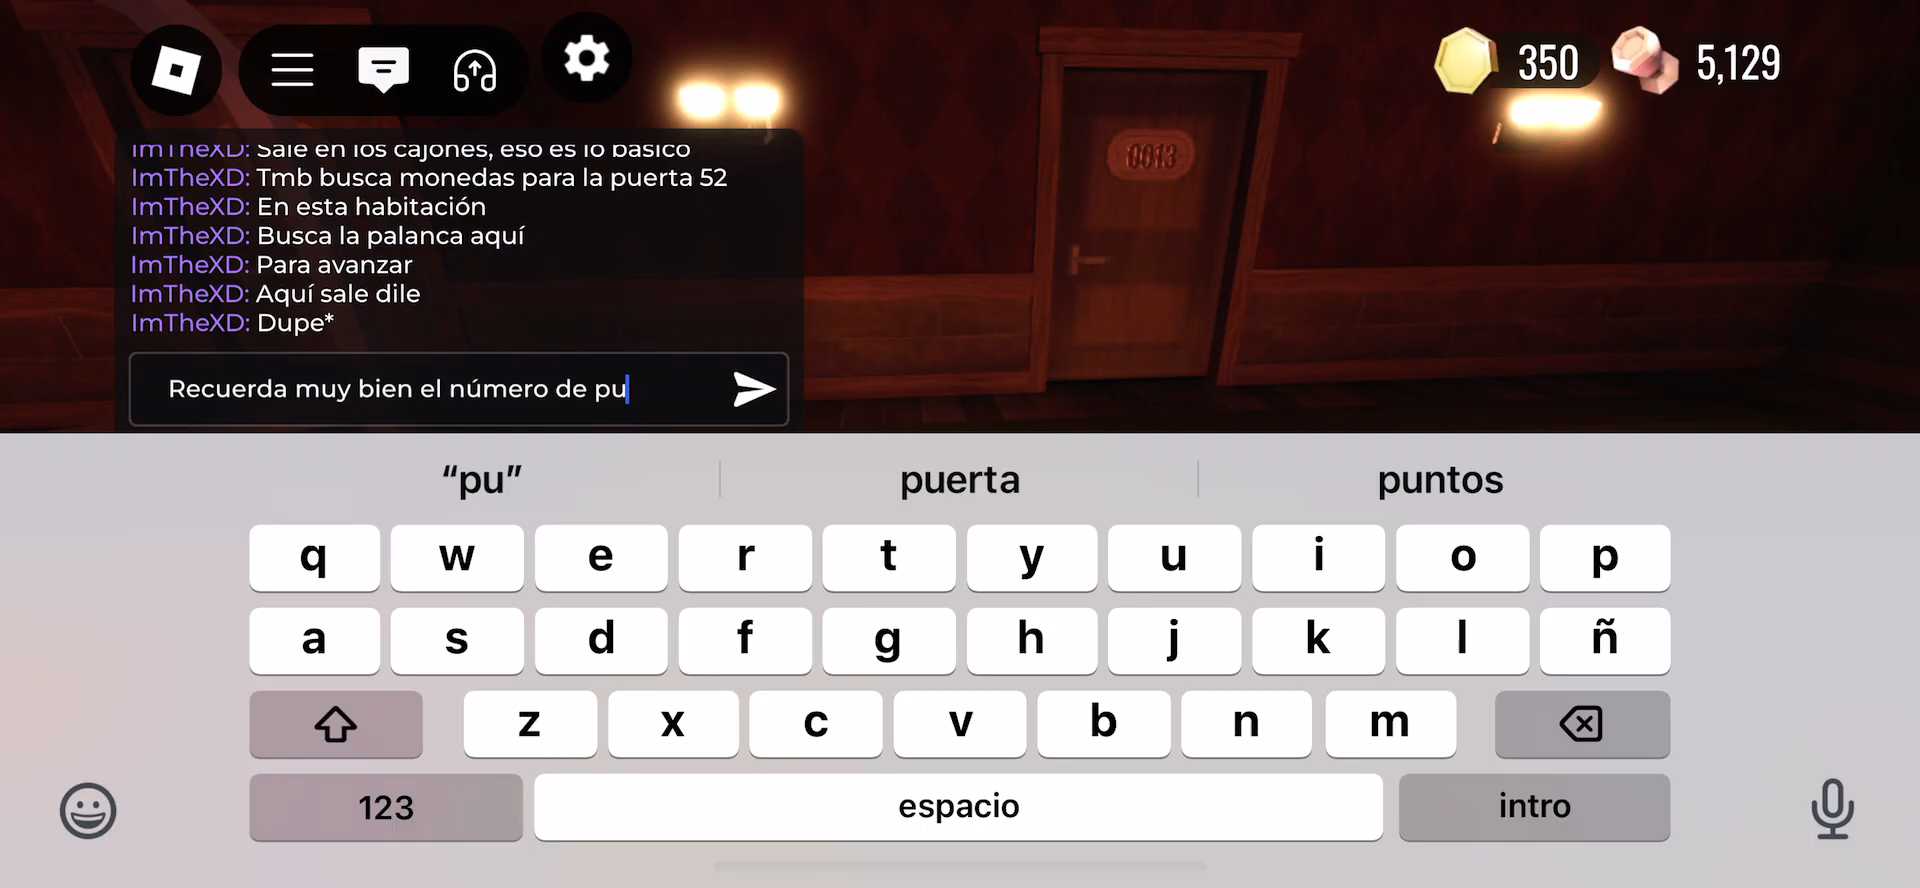 350
5,129
0013
ImTheXD: Sale en los cajones, eso es lo básico
ImTheXD: Tmb busca monedas para la puerta 52
ImTheXD: En esta habitación
ImTheXD: Busca la palanca aquí
ImTheXD: Para avanzar
ImTheXD: Aquí sale dile
ImTheXD: Dupe*
Recuerda muy bien el número de pu
“pu” puerta puntos
q w e r t y u i o p
a s d f g h j k l ñ
z x c v b n m
123 espacio intro